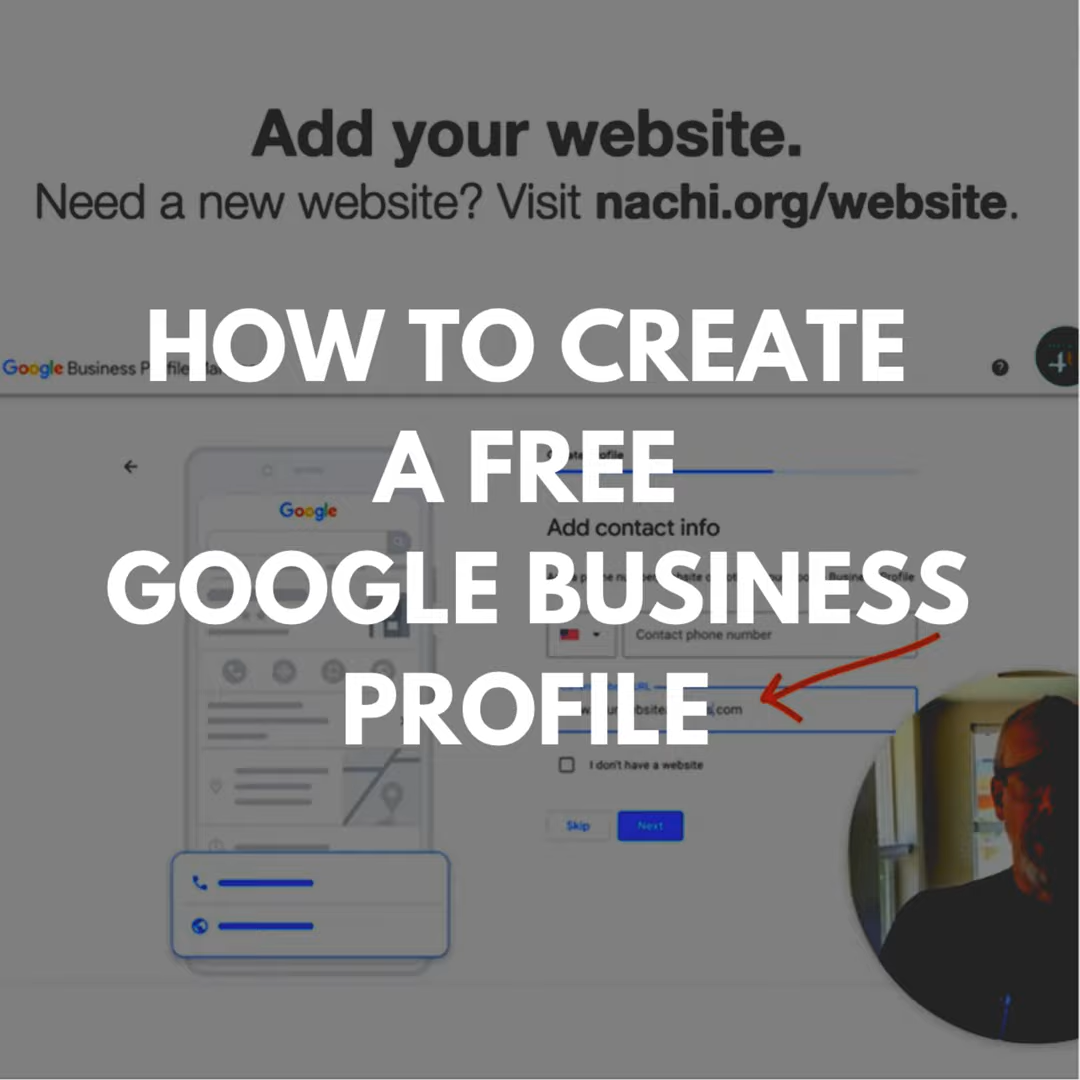 Add your website.
Need a new website? Visit nachi.org/website.
HOW TO CREATE
Google Business
A FREE
Google
Add contact info
GOOGLE BUSINESS
Contact phone number
PROFILE
.com
I don't have a website
Skip
Next